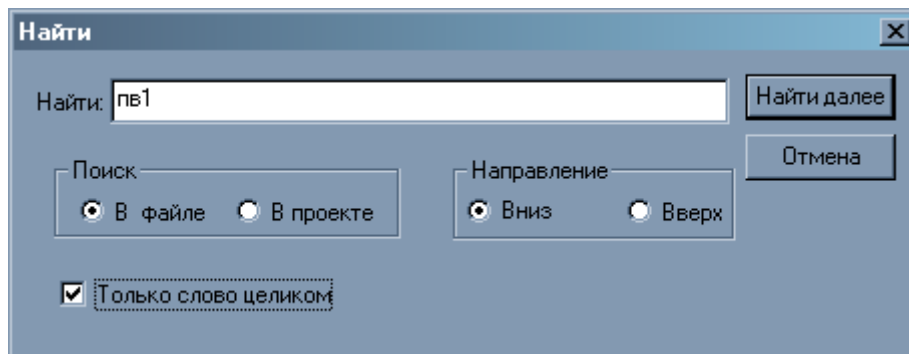 Найти
Найти: пв1
Найти далее
Отмена
Поиск
В файле В проекте
Направление
Вниз Вверх
Только слово целиком